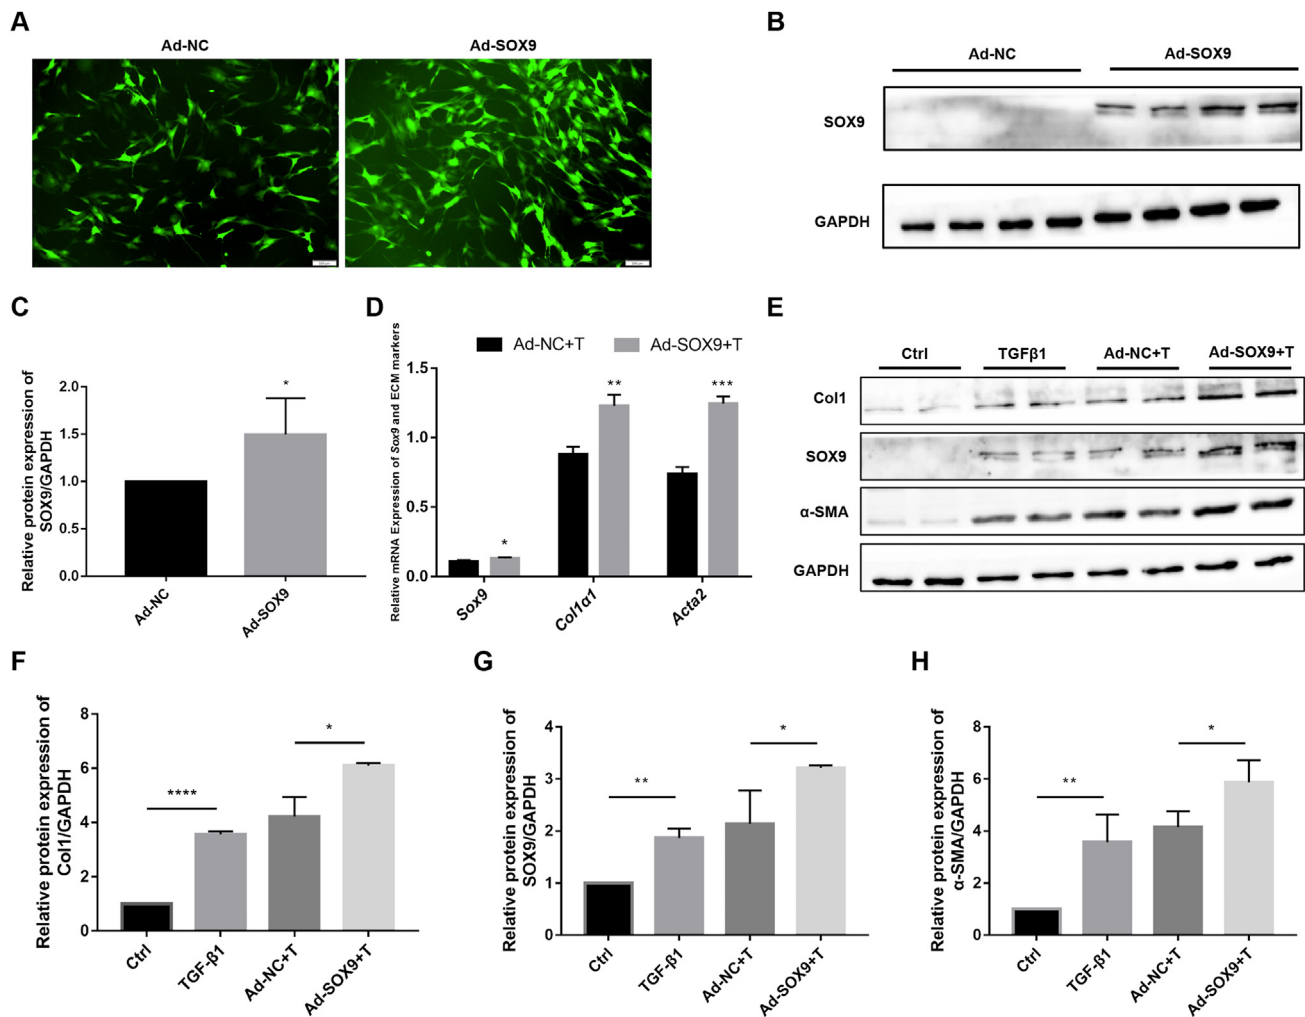 A
Ad-NC
Ad-SOX9
B
Ad-NC
Ad-SOX9
SOX9
GAPDH
C
Relative protein expression of
SOX9/GAPDH
2.0
1.5
1.0
0.5
0.0
*
Ad-NC
Ad-SOX9
D
Relative mRNA Expression of Sox9 and ECM markers
Ad-NC+T
Ad-SOX9+T
1.5
1.0
0.5
0.0
*
**
***
Sox9
Col1α1
Acta2
E
Ctrl
TGFβ1
Ad-NC+T
Ad-SOX9+T
Col1
SOX9
α-SMA
GAPDH
F
Relative protein expression of
Col1/GAPDH
8
6
4
2
0
****
*
Ctrl
TGF-β1
Ad-NC+T
Ad-SOX9+T
G
Relative protein expression of
SOX9/GAPDH
4
3
2
1
0
**
*
Ctrl
TGF-β1
Ad-NC+T
Ad-SOX9+T
H
Relative protein expression of
α-SMA/GAPDH
8
6
4
2
0
**
*
Ctrl
TGF-β1
Ad-NC+T
Ad-SOX9+T